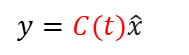 y = C(t)x̂